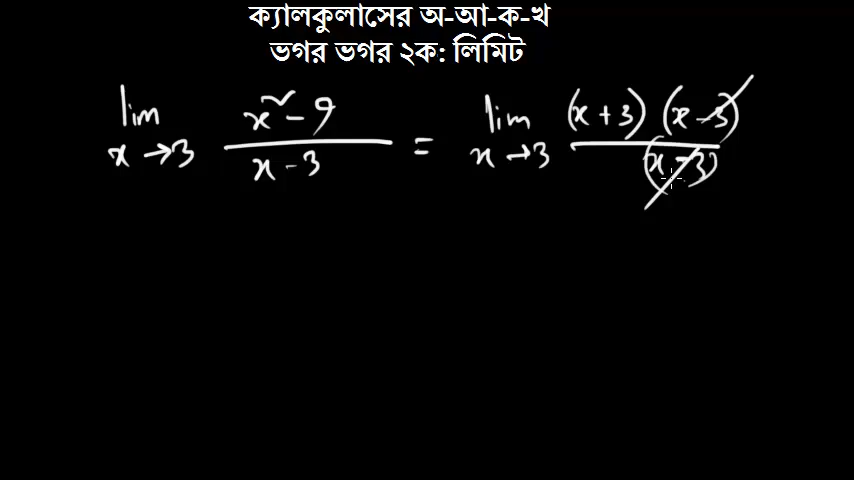 ক্যালকুলাসের অ-আ-ক-খ
ভগর ভগর ২ক: লিমিট
lim x→3 (x² - 9)/(x - 3) = lim x→3 (x + 3)(x - 3)/(x - 3)